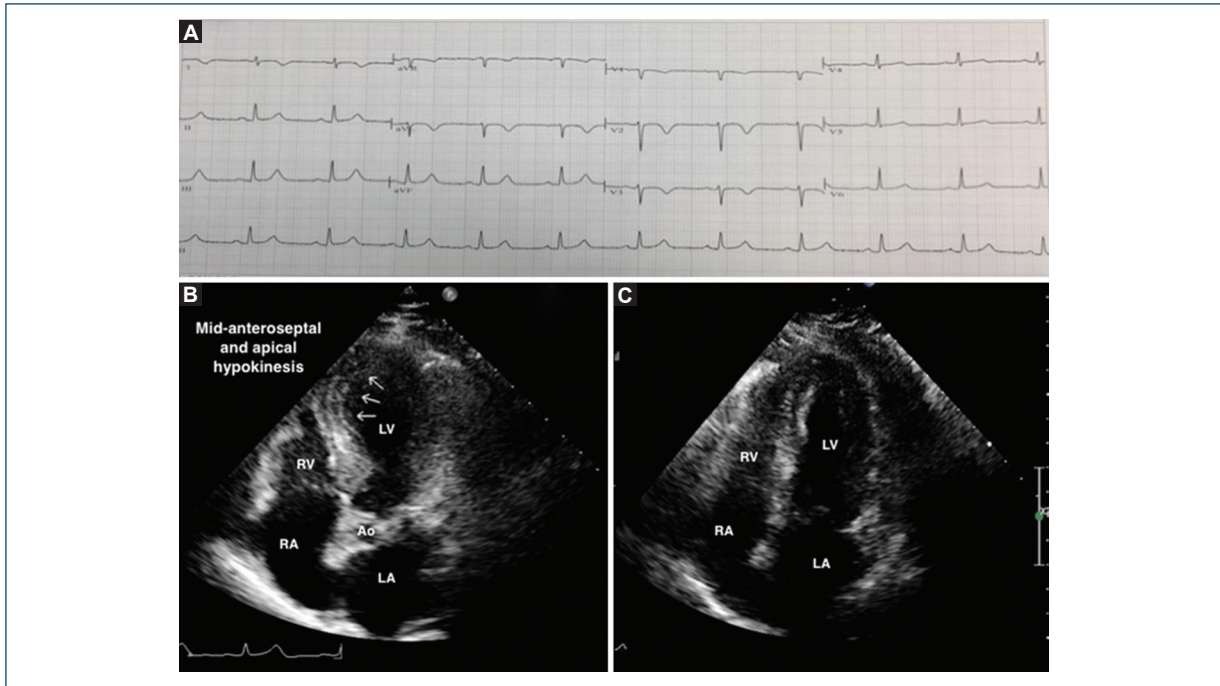 A
I
aVR
V1
V4
II
aVL
V2
V5
III
aVF
V3
V6
II
B
Mid-anteroseptal
and apical
hypokinesis
LV
RV
Ao
RA
LA
C
LV
RV
RA
LA